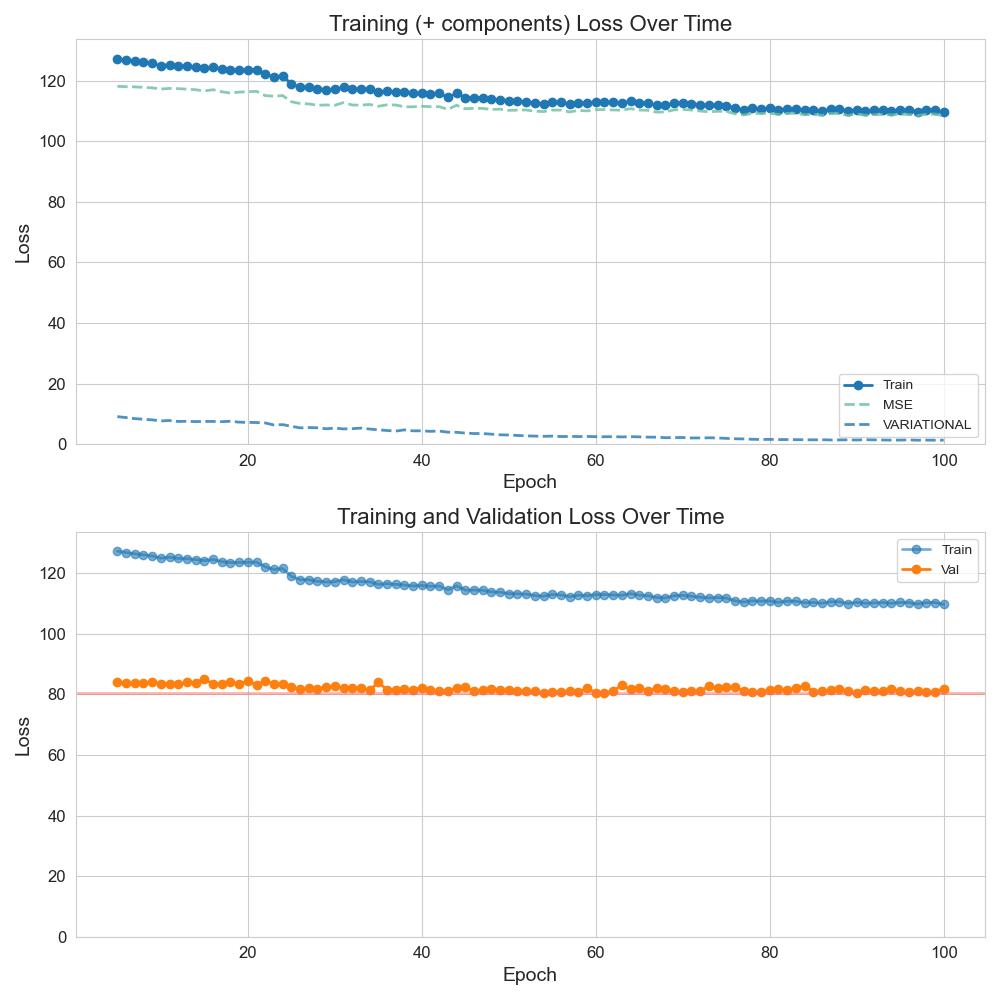 Training (+ components) Loss Over Time
120
100
80
60
40
20
0
Loss
Train
MSE
VARIATIONAL
20 40 60 80 100
Epoch
Training and Validation Loss Over Time
Train
Val
120
100
80
60
40
20
0
Loss
20 40 60 80 100
Epoch